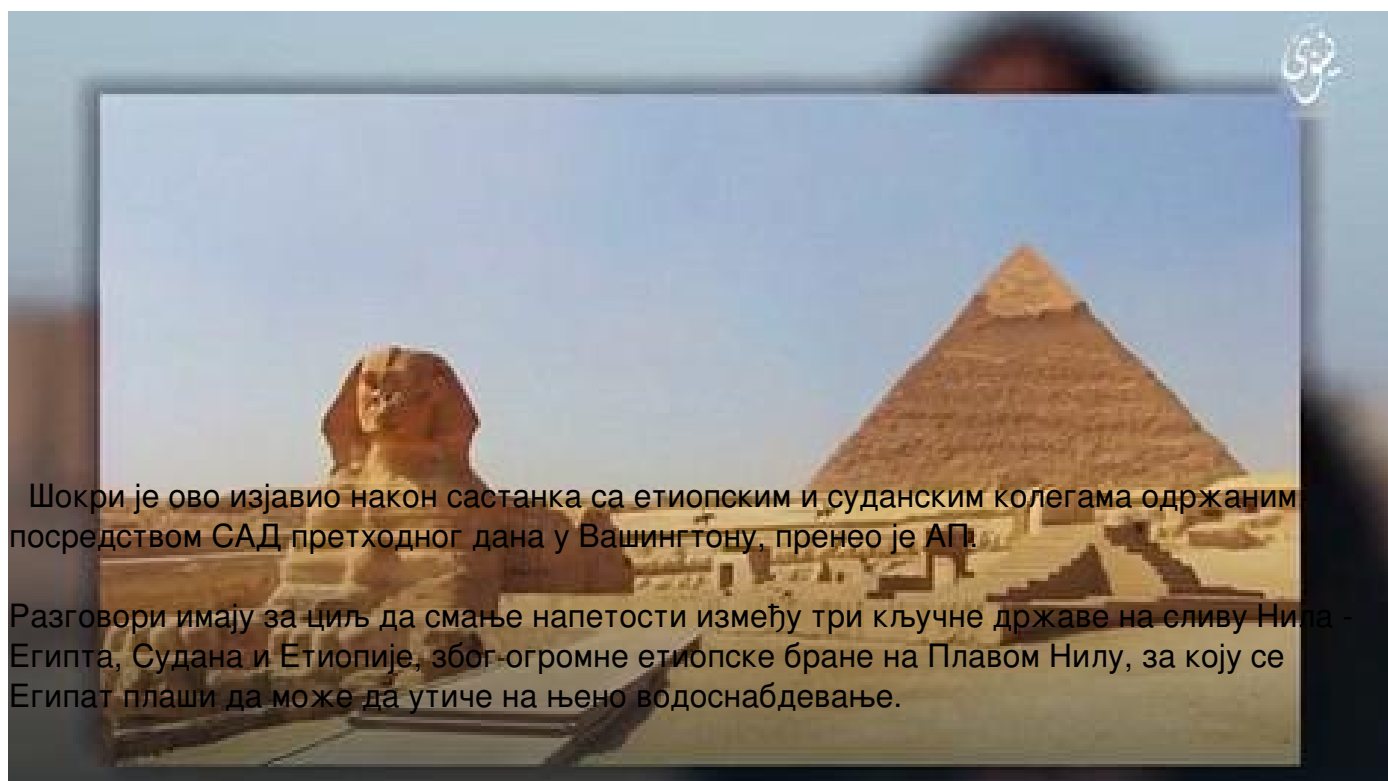 Шокри је ово изјавио након састанка са етиопским и суданским колегама одржаним
посредством САД претходног дана у Вашингтону, пренео је АП.
Разговори имају за циљ да смање напетости између три кључне државе на сливу Нила -
Египта, Судана и Етиопије, због огромне етиопске бране на Плавом Нилу, за коју се
Египат плаши да може да утиче на њено водоснабдевање.